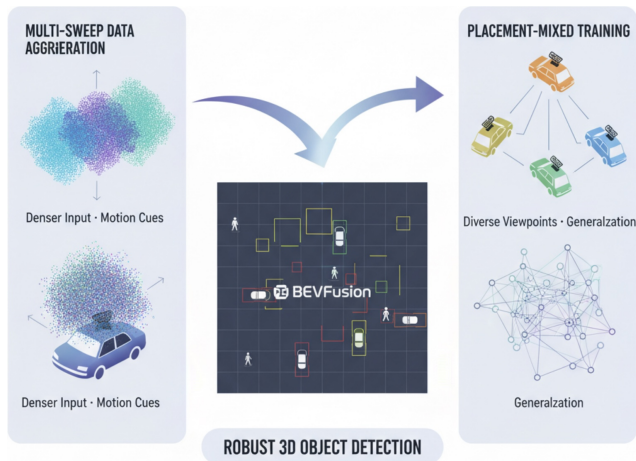 MULTI-SWEEP DATA
AGGRIERATION
Denser Input · Motion Cues
Denser Input · Motion Cues
BEVFusion
ROBUST 3D OBJECT DETECTION
PLACEMENT-MIXED TRAINING
Diverse Viewpoints · Generalzation
Generalzation